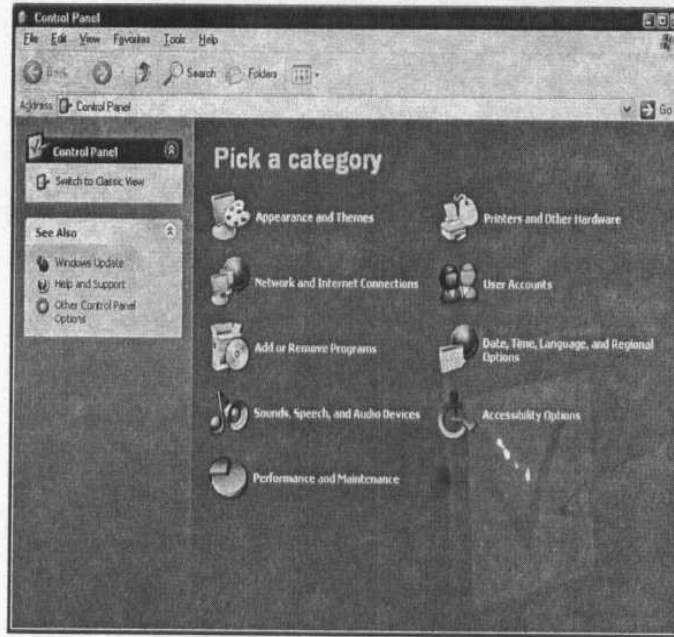 Control Panel
File Edit View Favorites Tools Help
Back Search Folders
Address Control Panel Go
Control Panel
Switch to Classic View
See Also
Windows Update
Help and Support
Other Control Panel
Options
Pick a category
Appearance and Themes
Printers and Other Hardware
Network and Internet Connections
User Accounts
Add or Remove Programs
Date, Time, Language, and Regional
Options
Sounds, Speech, and Audio Devices
Accessibility Options
Performance and Maintenance